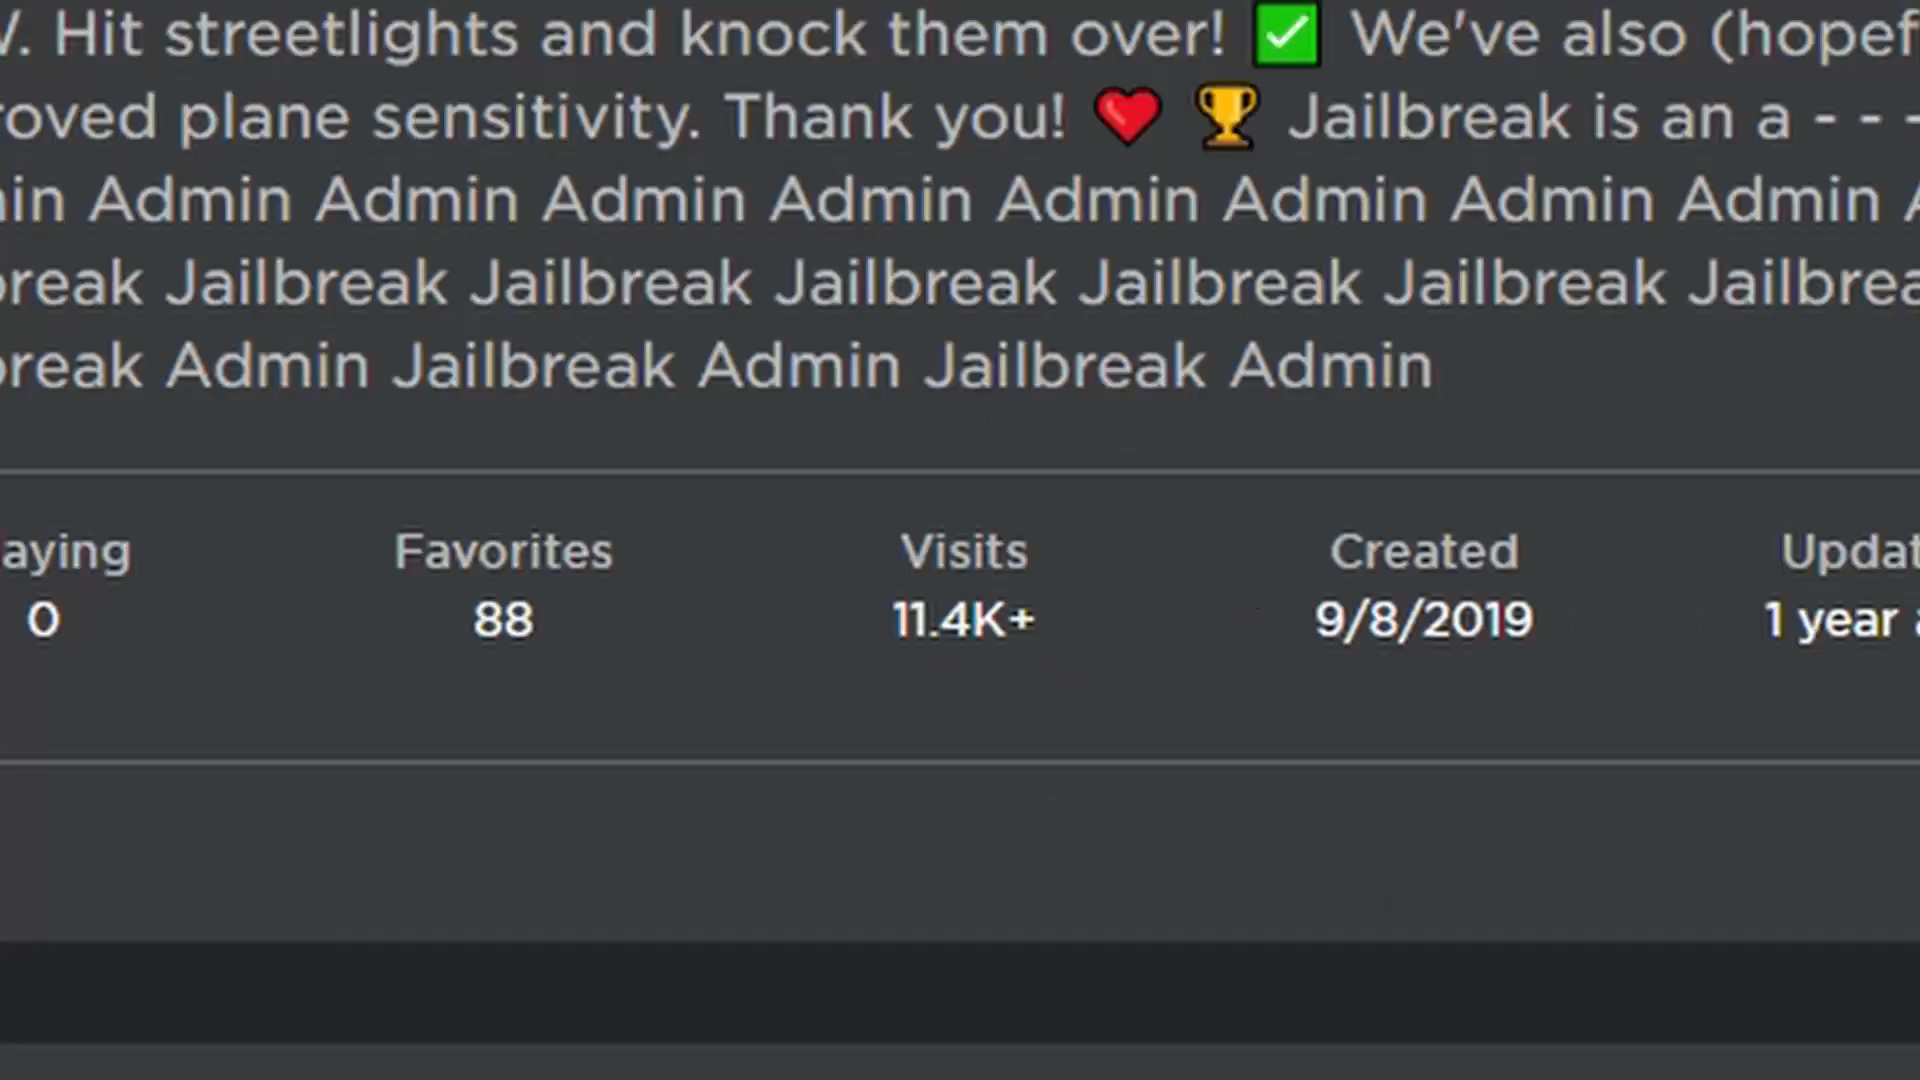 . Hit streetlights and knock them over! ✅ We've also (hopef
roved plane sensitivity. Thank you! ❤️ 🏆 Jailbreak is an a - - -
in Admin Admin Admin Admin Admin Admin Admin Admin
break Jailbreak Jailbreak Jailbreak Jailbreak Jailbreak Jailbrea
break Admin Jailbreak Admin Jailbreak Admin
aying Favorites Visits Created Updat
0 88 11.4K+ 9/8/2019 1 year a